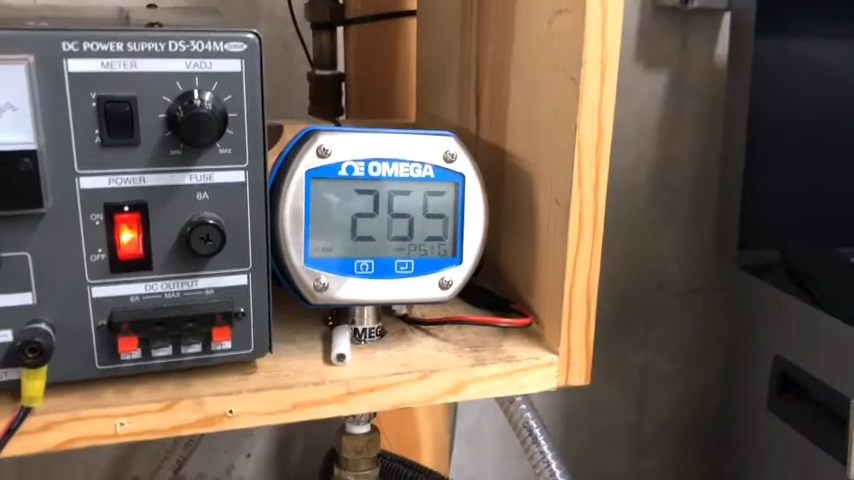 DC POWER SUPPLY DS-304M
METER V.ADJ
V
A
MIN MAX
POWER FUSE
8A
ON
OFF
DC OUTPUT
8A MAX 8A
Ω OMEGA
265
PSIG
Ω
OMEG